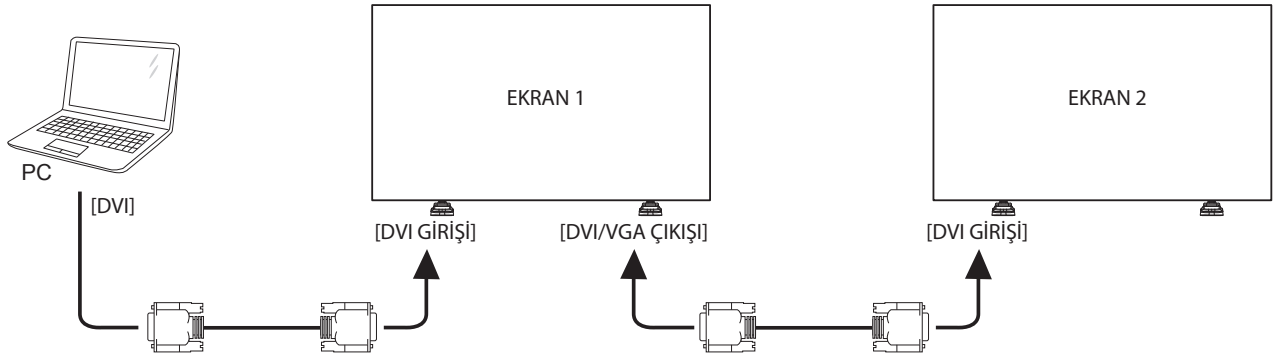 EKRAN 1
EKRAN 2
PC
[DVI]
[DVI GİRİŞİ]
[DVI/VGA ÇIKIŞI]
[DVI GİRİŞİ]